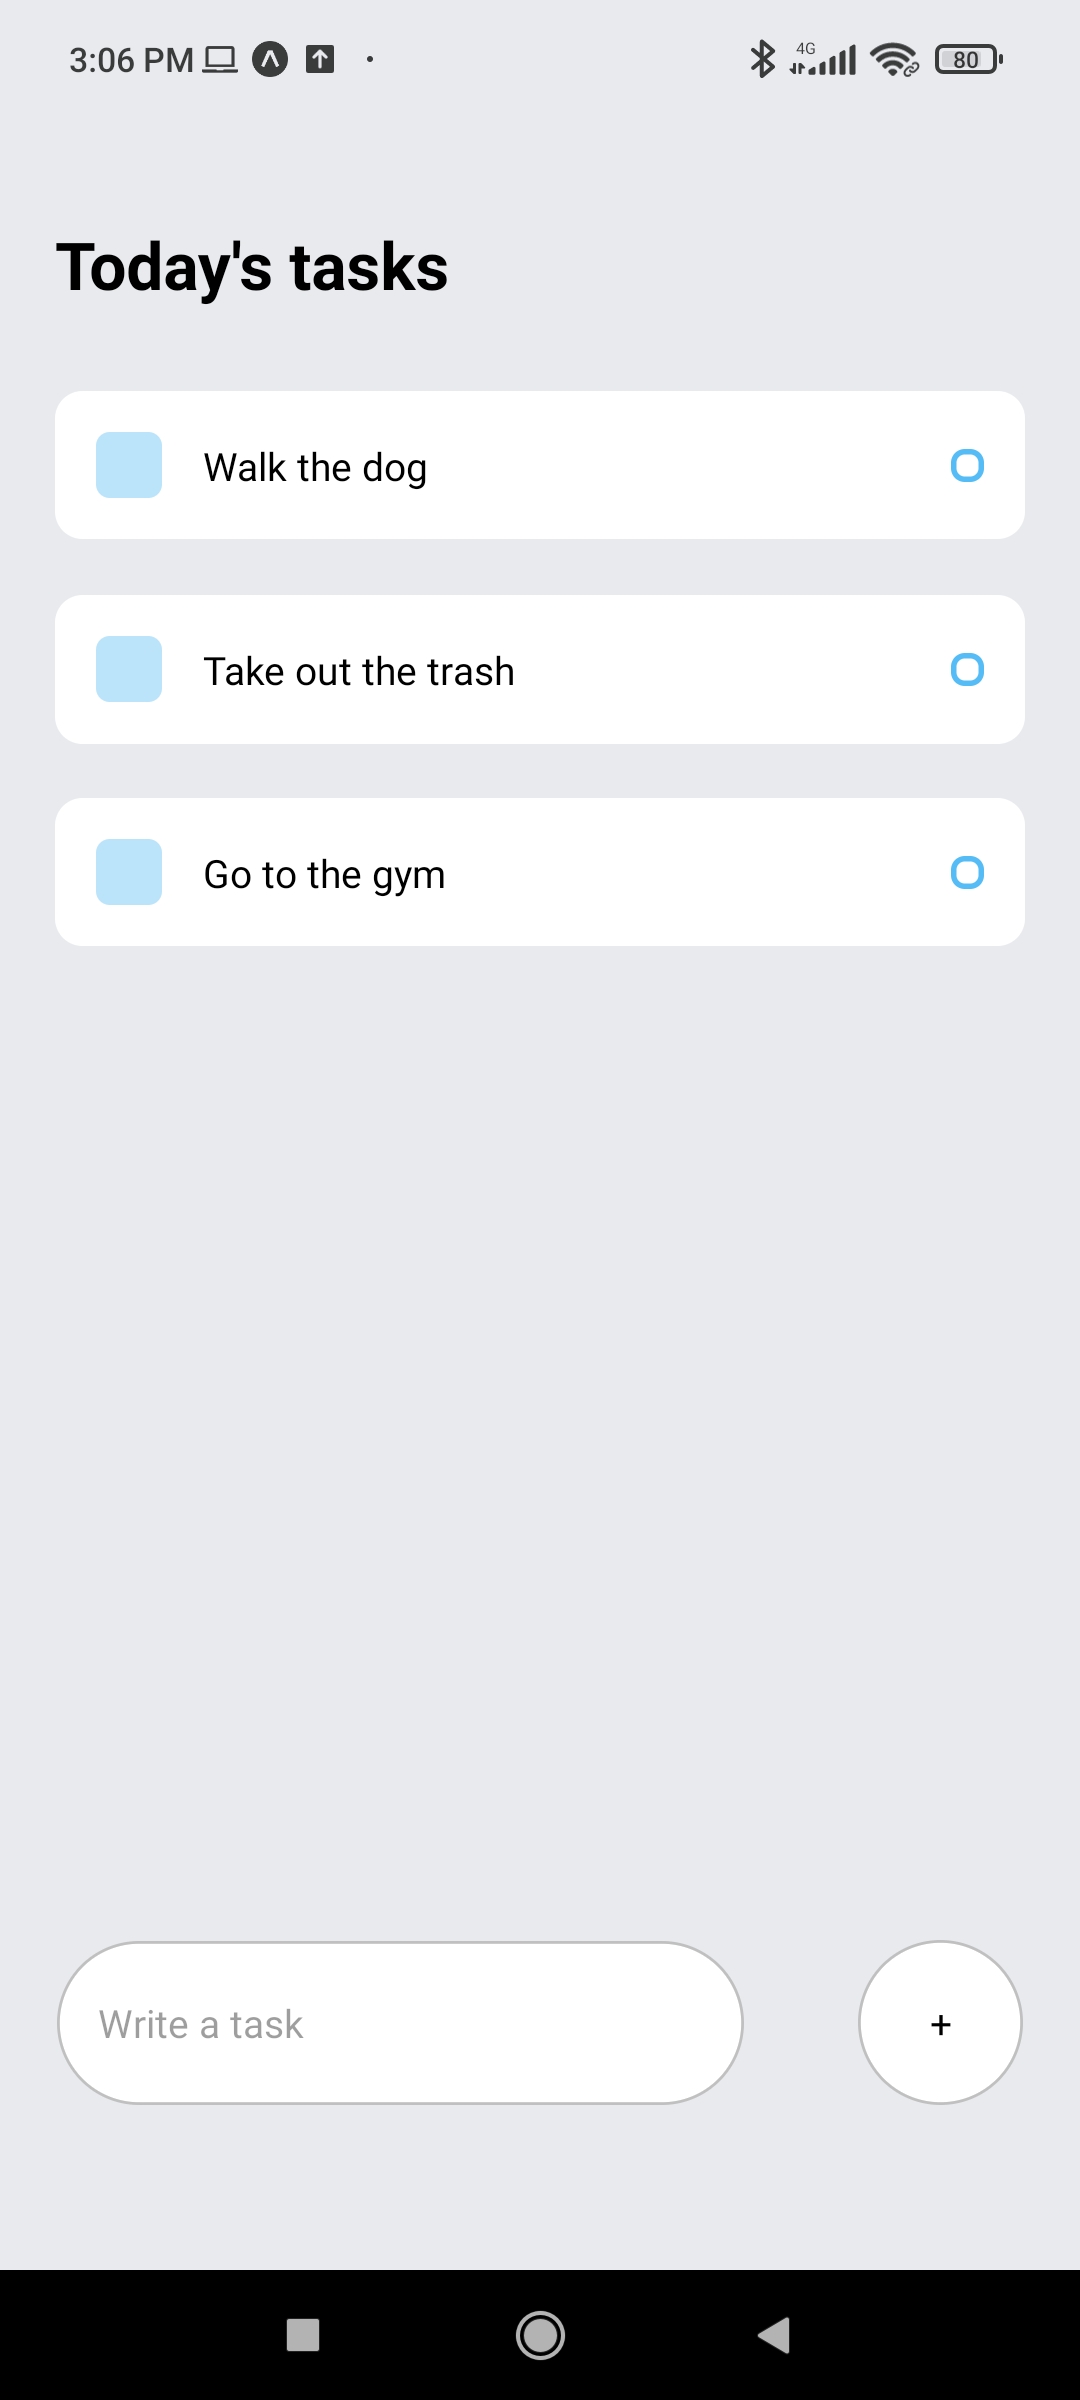 3:06 PM
4G
80
Today's tasks
Walk the dog
Take out the trash
Go to the gym
Write a task
+